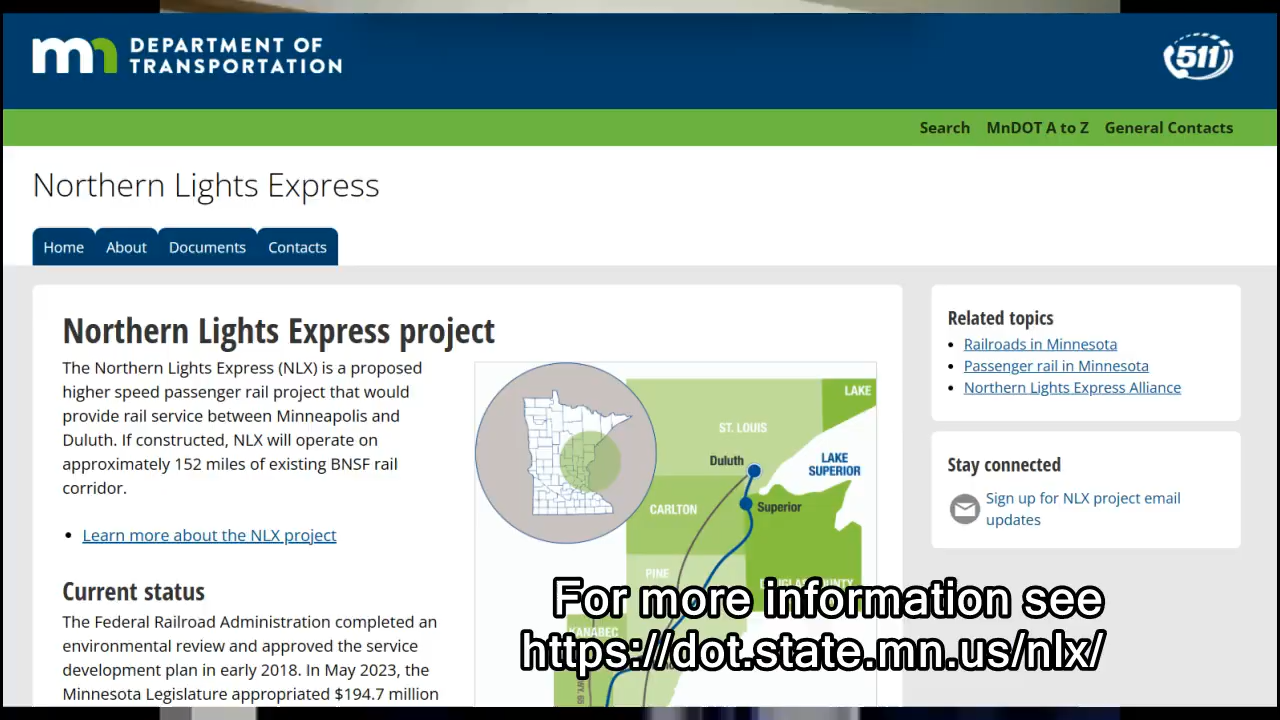 mn DEPARTMENT OF
TRANSPORTATION
511
Search MnDOT A to Z General Contacts
Northern Lights Express
Home About Documents Contacts
Northern Lights Express project
The Northern Lights Express (NLX) is a proposed
higher speed passenger rail project that would
provide rail service between Minneapolis and
Duluth. If constructed, NLX will operate on
approximately 152 miles of existing BNSF rail
corridor.
Learn more about the NLX project
Current status
The Federal Railroad Administration completed an
environmental review and approved the service
development plan in early 2018. In May 2023, the
Minnesota Legislature appropriated $194.7 million
LAKE
ST. LOUIS
Duluth
LAKE
SUPERIOR
CARLTON
Superior
PINE
DOUGLAS COUNTY
KANABEC
HWY. 65
Related topics
Railroads in Minnesota
Passenger rail in Minnesota
Northern Lights Express Alliance
Stay connected
Sign up for NLX project email
updates
For more information see
https://dot.state.mn.us/nlx/